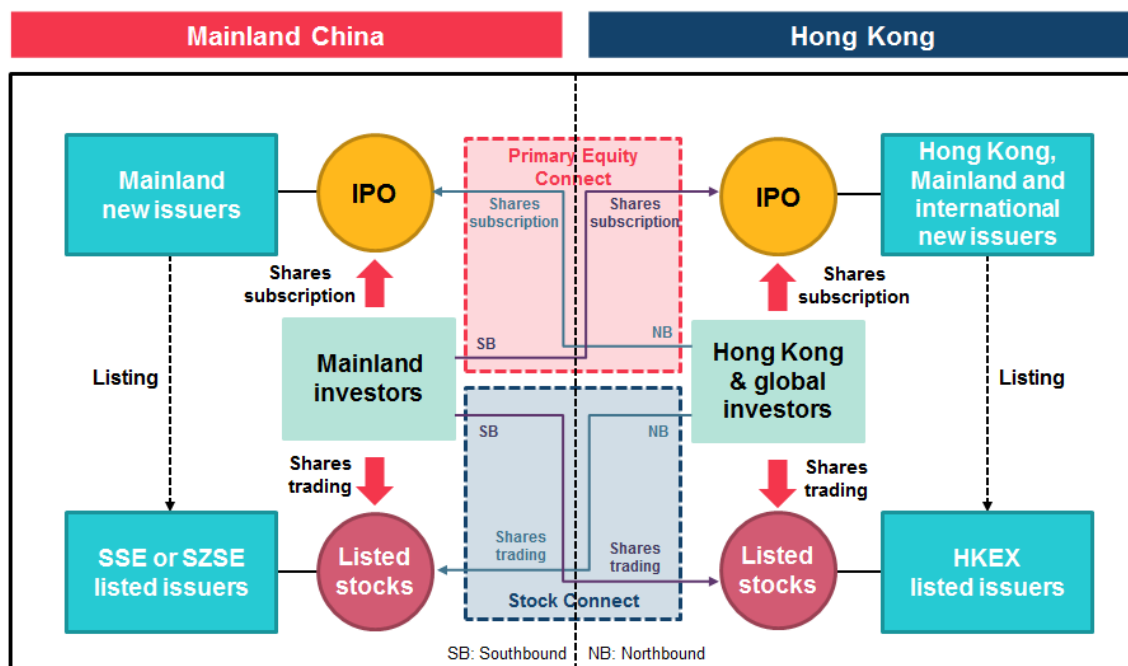 Mainland China
Hong Kong
Mainland
new issuers
IPO
Primary Equity
Connect
Shares
subscription
Shares
subscription
IPO
Hong Kong,
Mainland and
international
new issuers
Shares
subscription
Shares
subscription
Listing
Mainland
investors
SB
NB
Hong Kong
& global
investors
Listing
SB
NB
Shares
trading
Shares
trading
SSE or SZSE
listed issuers
Listed
stocks
Shares
trading
Shares
trading
Stock Connect
Listed
stocks
HKEX
listed issuers
SB: Southbound
NB: Northbound